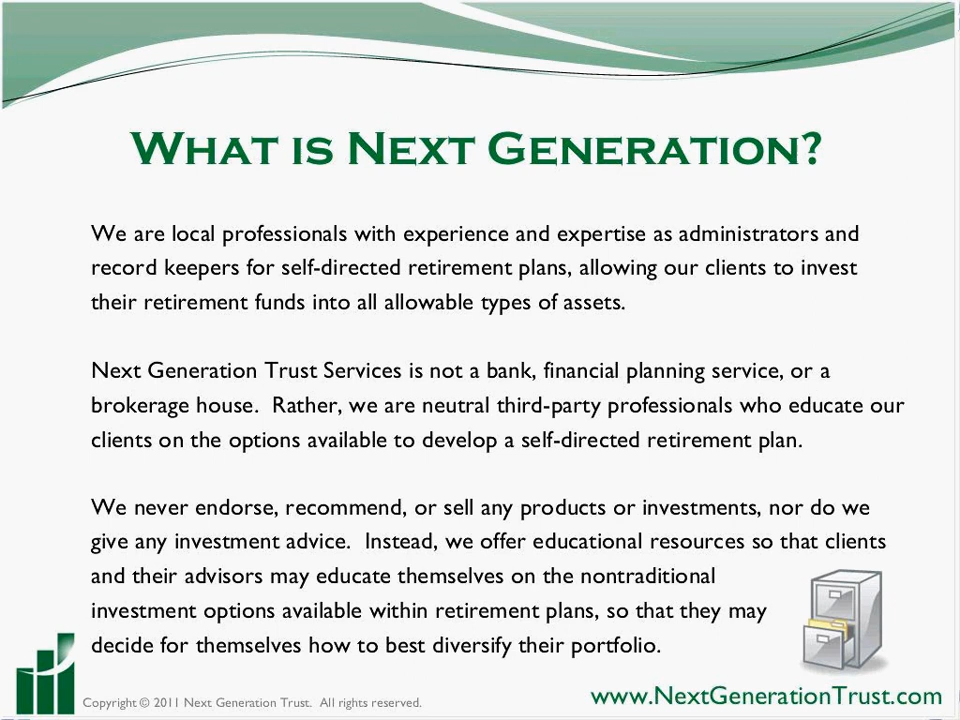 What is Next Generation?
We are local professionals with experience and expertise as administrators and
record keepers for self-directed retirement plans, allowing our clients to invest
their retirement funds into all allowable types of assets.
Next Generation Trust Services is not a bank, financial planning service, or a
brokerage house.  Rather, we are neutral third-party professionals who educate our
clients on the options available to develop a self-directed retirement plan.
We never endorse, recommend, or sell any products or investments, nor do we
give any investment advice.  Instead, we offer educational resources so that clients
and their advisors may educate themselves on the nontraditional
investment options available within retirement plans, so that they may
decide for themselves how to best diversify their portfolio.
Copyright © 2011 Next Generation Trust.  All rights reserved.
www.NextGenerationTrust.com